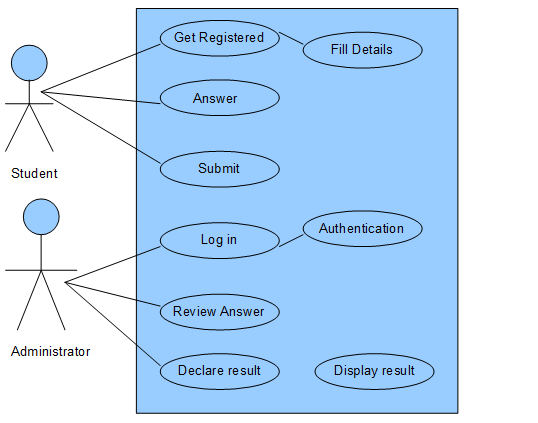 Get Registered
Fill Details
Answer
Student
Submit
Log in
Authentication
Review Answer
Administrator
Declare result
Display result